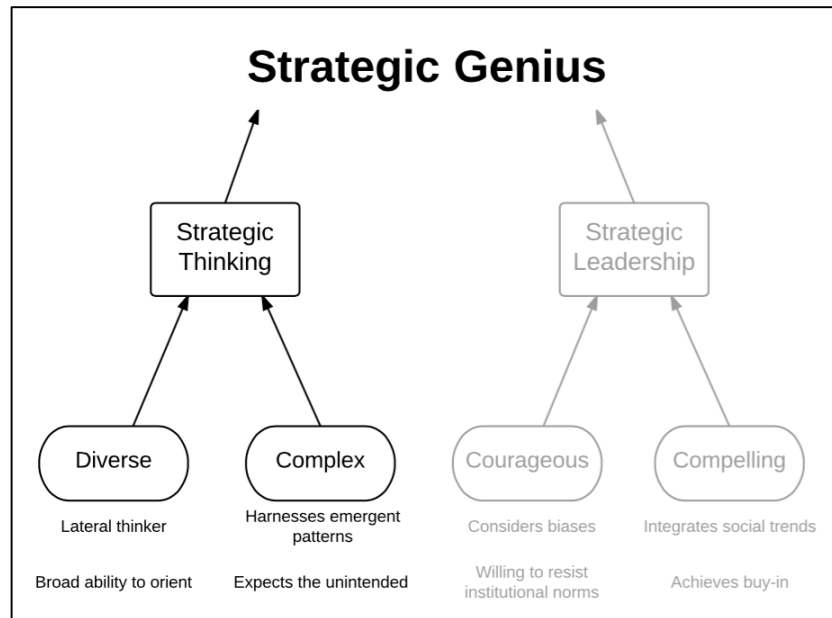 Strategic Genius
Strategic
Thinking
Strategic
Leadership
Diverse
Complex
Courageous
Compelling
Lateral thinker
Harnesses emergent
patterns
Considers biases
Integrates social trends
Broad ability to orient
Expects the unintended
Willing to resist
institutional norms
Achieves buy-in